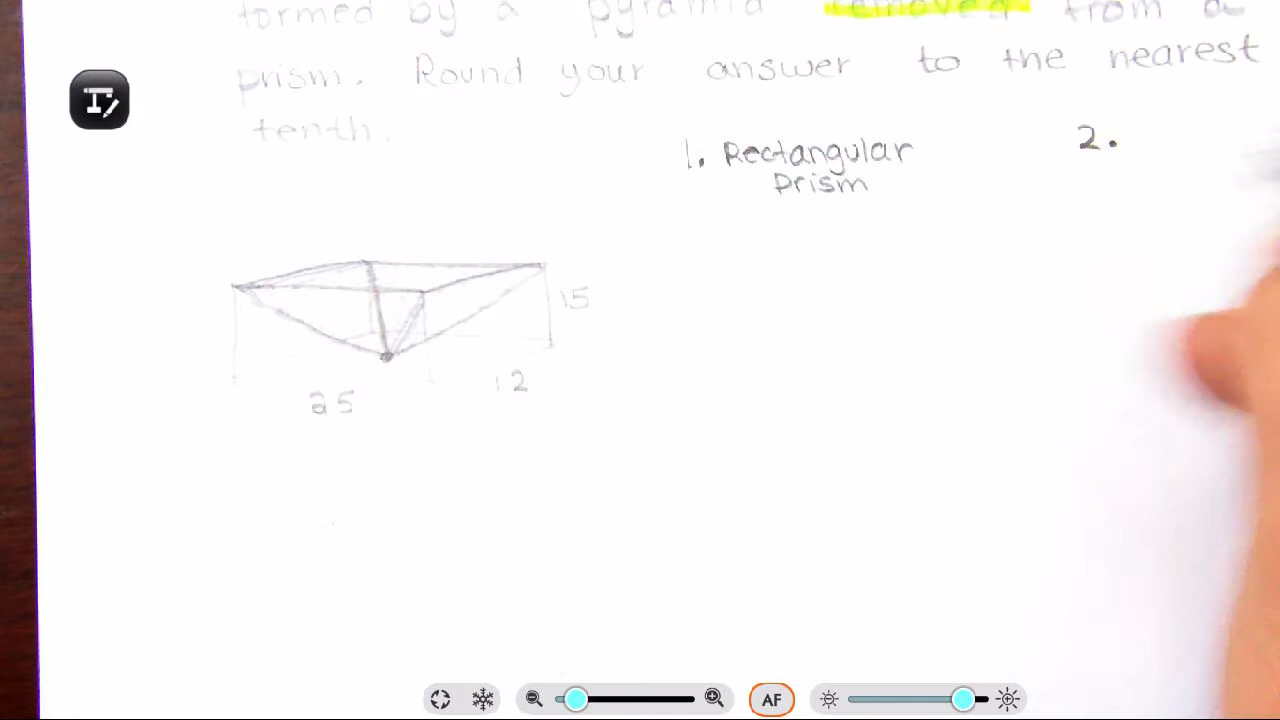 formed by a pyramid removed from a
prism. Round your answer to the nearest
tenth.
1. Rectangular
Prism
2.
15
12
25
AF